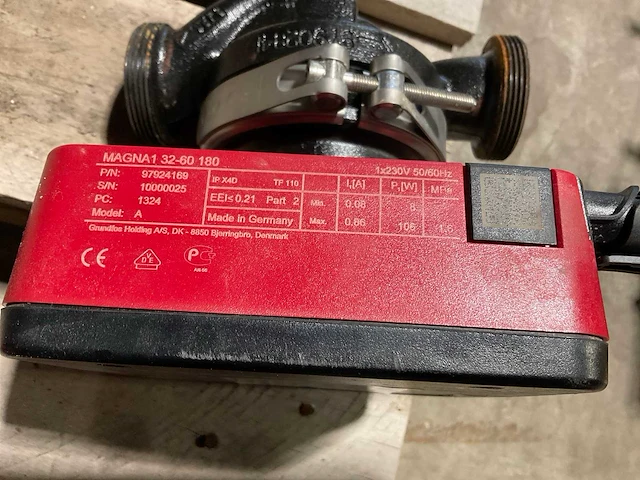 MAGNA1 32-60 180
P/N: 97924169
S/N: 10000025
PC: 1324
Model: A
IP X4D TF 110
EEI≤0.21 Part 2
Made in Germany
1x230V 50/60Hz
I₁[A] P₁[W] MPa
Min. 0.08 8
Max. 0.86 106 1.0
Grundfos Holding A/S, DK - 8850 Bjerringbro, Denmark
CE
VDE